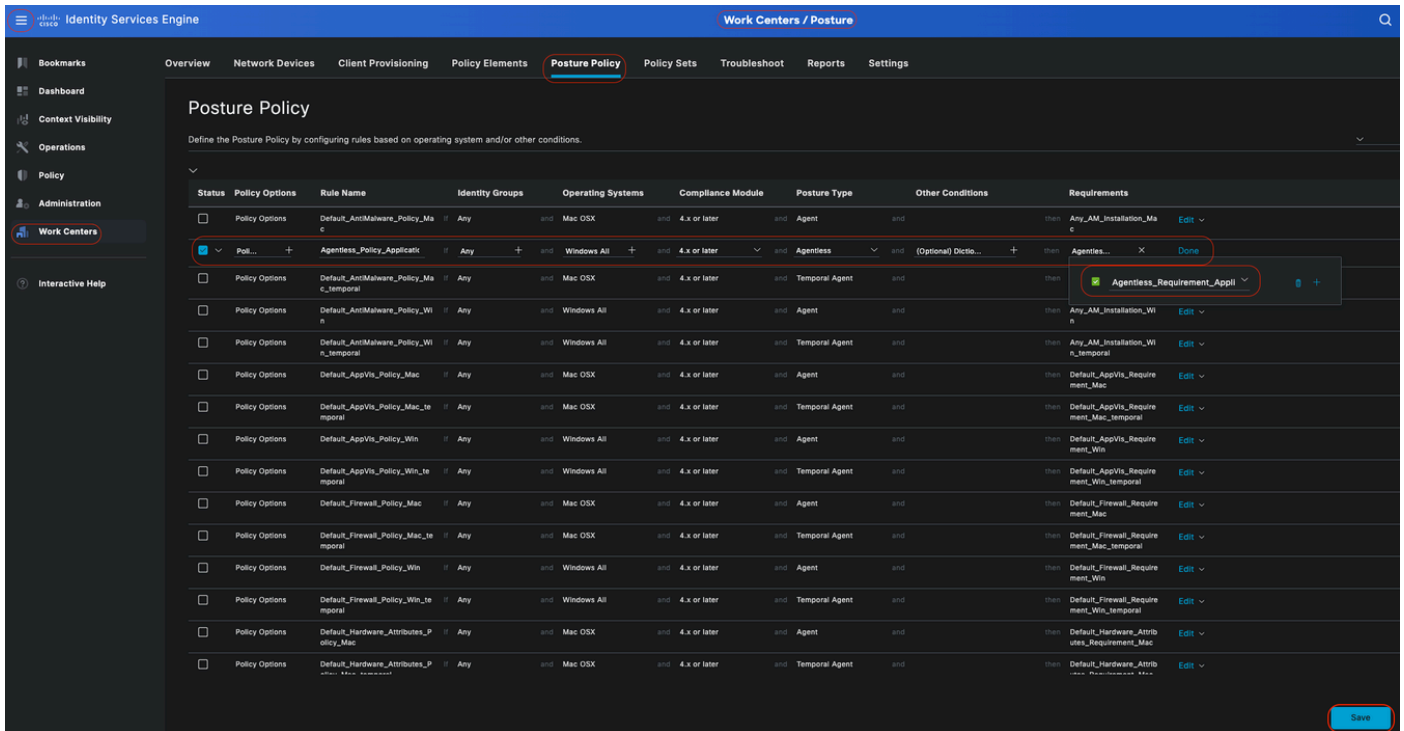 cisco Identity Services Engine
Work Centers / Posture
Bookmarks
Dashboard
Context Visibility
Operations
Policy
Administration
Work Centers
Interactive Help
Overview Network Devices Client Provisioning Policy Elements Posture Policy Policy Sets Troubleshoot Reports Settings
Posture Policy
Define the Posture Policy by configuring rules based on operating system and/or other conditions.
Status Policy Options Rule Name Identity Groups Operating Systems Compliance Module Posture Type Other Conditions Requirements
Policy Options Default_AntiMalware_Policy_Ma If Any and Mac OSX and 4.x or later and Agent and then Any_AM_Installation_Ma Edit
c c
Poli... + Agentless_Policy_Applicatic If Any + and Windows All + and 4.x or later and Agentless and (Optional) Dictio... + then Agentles... × Done
Agentless_Requirement_Appli +
Policy Options Default_AntiMalware_Policy_Ma If Any and Mac OSX and 4.x or later and Temporal Agent and then
c_temporal
Policy Options Default_AntiMalware_Policy_Wi If Any and Windows All and 4.x or later and Agent and then Any_AM_Installation_Wi Edit
n n
Policy Options Default_AntiMalware_Policy_Wi If Any and Windows All and 4.x or later and Temporal Agent and then Any_AM_Installation_Wi Edit
n_temporal n_temporal
Policy Options Default_AppVis_Policy_Mac If Any and Mac OSX and 4.x or later and Agent and then Default_AppVis_Require Edit
ment_Mac
Policy Options Default_AppVis_Policy_Mac_te If Any and Mac OSX and 4.x or later and Temporal Agent and then Default_AppVis_Require Edit
mporal ment_Mac_temporal
Policy Options Default_AppVis_Policy_Win If Any and Windows All and 4.x or later and Agent and then Default_AppVis_Require Edit
ment_Win
Policy Options Default_AppVis_Policy_Win_te If Any and Windows All and 4.x or later and Temporal Agent and then Default_AppVis_Require Edit
mporal ment_Win_temporal
Policy Options Default_Firewall_Policy_Mac If Any and Mac OSX and 4.x or later and Agent and then Default_Firewall_Require Edit
ment_Mac
Policy Options Default_Firewall_Policy_Mac_te If Any and Mac OSX and 4.x or later and Temporal Agent and then Default_Firewall_Require Edit
mporal ment_Mac_temporal
Policy Options Default_Firewall_Policy_Win If Any and Windows All and 4.x or later and Agent and then Default_Firewall_Require Edit
ment_Win
Policy Options Default_Firewall_Policy_Win_te If Any and Windows All and 4.x or later and Temporal Agent and then Default_Firewall_Require Edit
mporal ment_Win_temporal
Policy Options Default_Hardware_Attributes_P If Any and Mac OSX and 4.x or later and Agent and then Default_Hardware_Attrib Edit
olicy_Mac utes_Requirement_Mac
Policy Options Default_Hardware_Attributes_P If Any and Mac OSX and 4.x or later and Temporal Agent and then Default_Hardware_Attrib Edit
Save